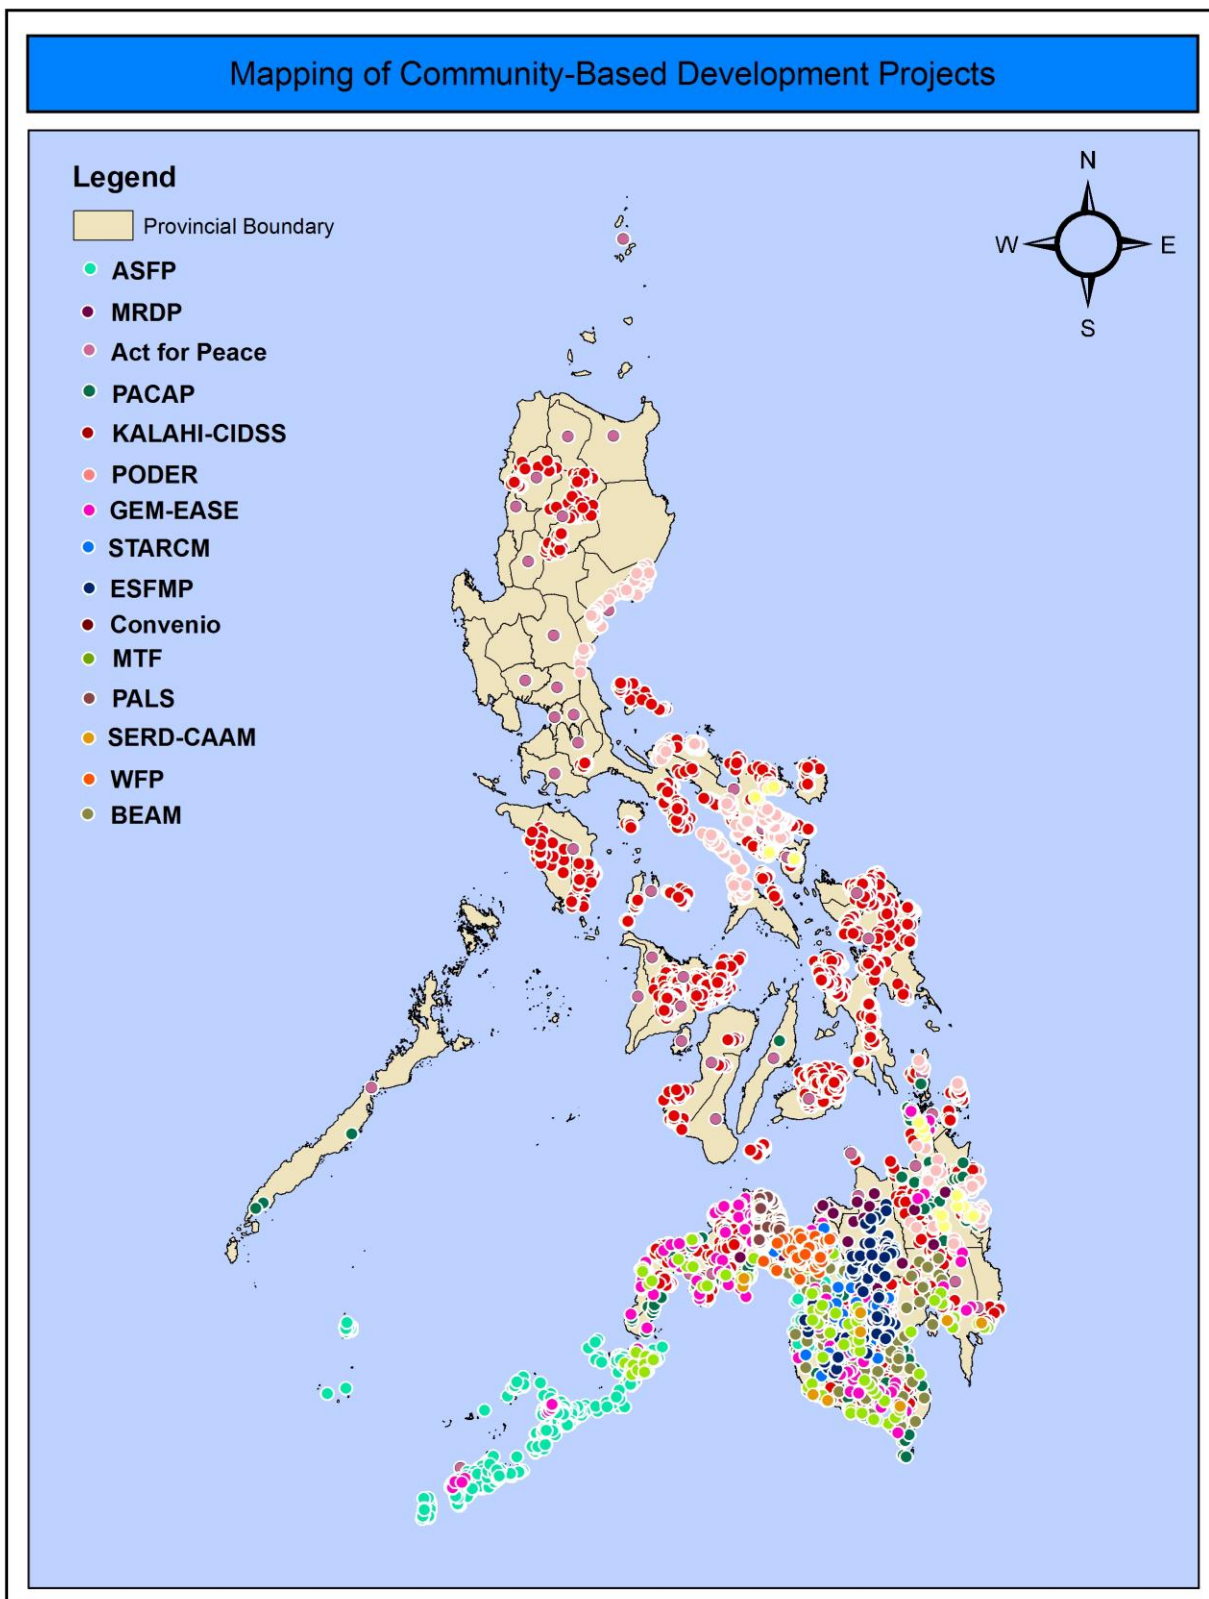 Mapping of Community-Based Development Projects
Legend
Provincial Boundary
ASFP
MRDP
Act for Peace
PACAP
KALAHI-CIDSS
PODER
GEM-EASE
STARCM
ESFMP
Convenio
MTF
PALS
SERD-CAAM
WFP
BEAM
N
W E
S